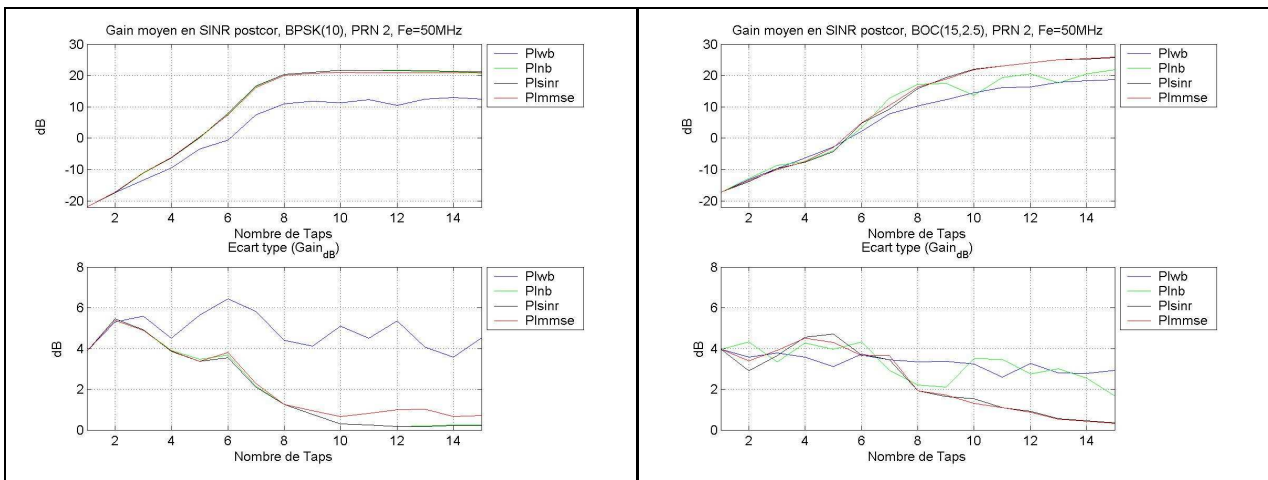 Gain moyen en SINR postcor, BPSK(10), PRN 2, Fe=50MHz
30
20
10
0
-10
-20
dB
2 4 6 8 10 12 14
Nombre de Taps
Plwb
Plnb
Plsinr
Plmmse
Ecart type (Gain_dB)
8
6
4
2
0
dB
2 4 6 8 10 12 14
Nombre de Taps
Plwb
Plnb
Plsinr
Plmmse
Gain moyen en SINR postcor, BOC(15,2.5), PRN 2, Fe=50MHz
30
20
10
0
-10
-20
dB
2 4 6 8 10 12 14
Nombre de Taps
Plwb
Plnb
Plsinr
Plmmse
Ecart type (Gain_dB)
8
6
4
2
0
dB
2 4 6 8 10 12 14
Nombre de Taps
Plwb
Plnb
Plsinr
Plmmse